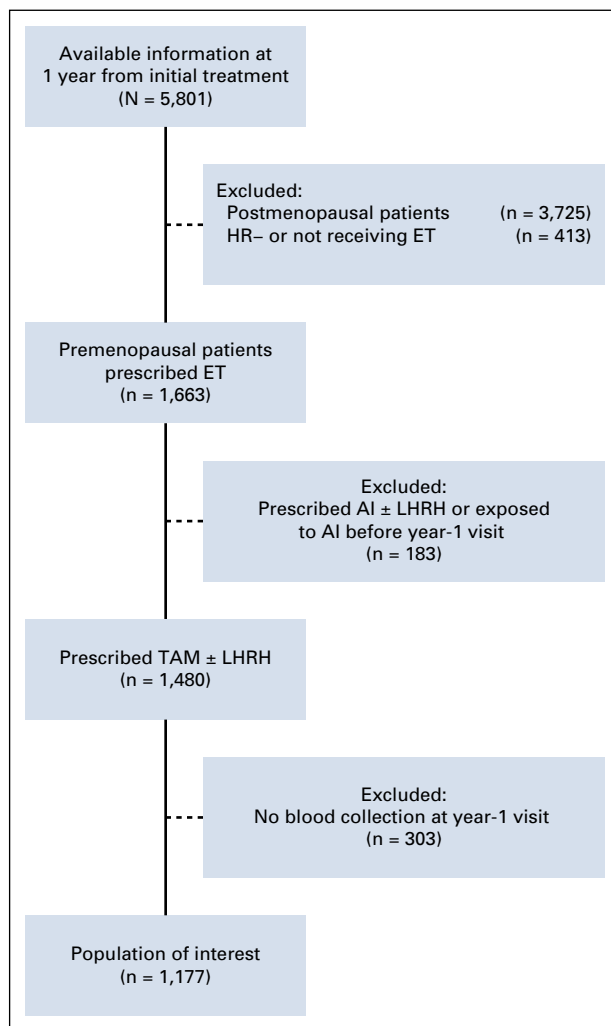 Available information at
1 year from initial treatment
(N = 5,801)
Excluded:
Postmenopausal patients (n = 3,725)
HR− or not receiving ET (n = 413)
Premenopausal patients
prescribed ET
(n = 1,663)
Excluded:
Prescribed AI ± LHRH or exposed
to AI before year-1 visit
(n = 183)
Prescribed TAM ± LHRH
(n = 1,480)
Excluded:
No blood collection at year-1 visit
(n = 303)
Population of interest
(n = 1,177)